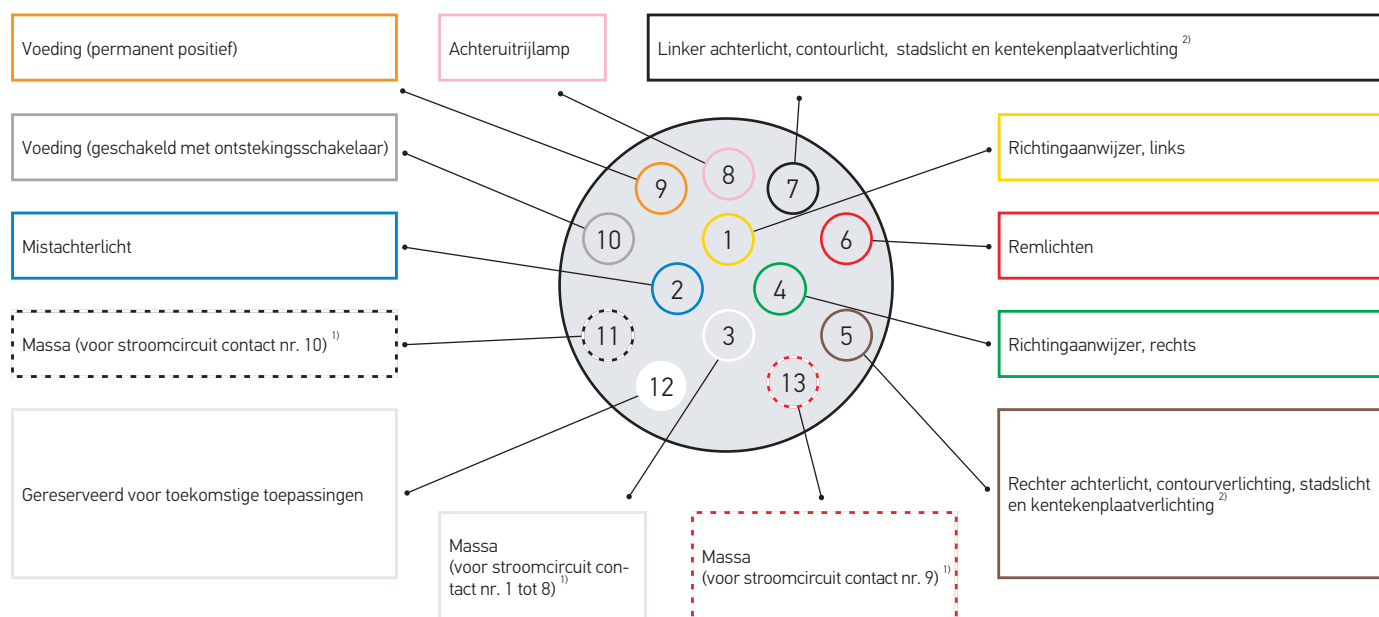 Voeding (permanent positief)
Achteruitrijlamp
Linker achterlicht, contourlicht, stadslicht en kentekenplaatverlichting 2)
Voeding (geschakeld met ontstekingsschakelaar)
Richtingaanwijzer, links
8
9
7
Mistachterlicht
10
1
6
Remlichten
2
4
Massa (voor stroomcircuit contact nr. 10) 1)
11
3
5
Richtingaanwijzer, rechts
12
13
Gereserveerd voor toekomstige toepassingen
Rechter achterlicht, contourverlichting, stadslicht
en kentekenplaatverlichting 2)
Massa
(voor stroomcircuit con-
tact nr. 1 tot 8) 1)
Massa
(voor stroomcircuit contact nr. 9) 1)